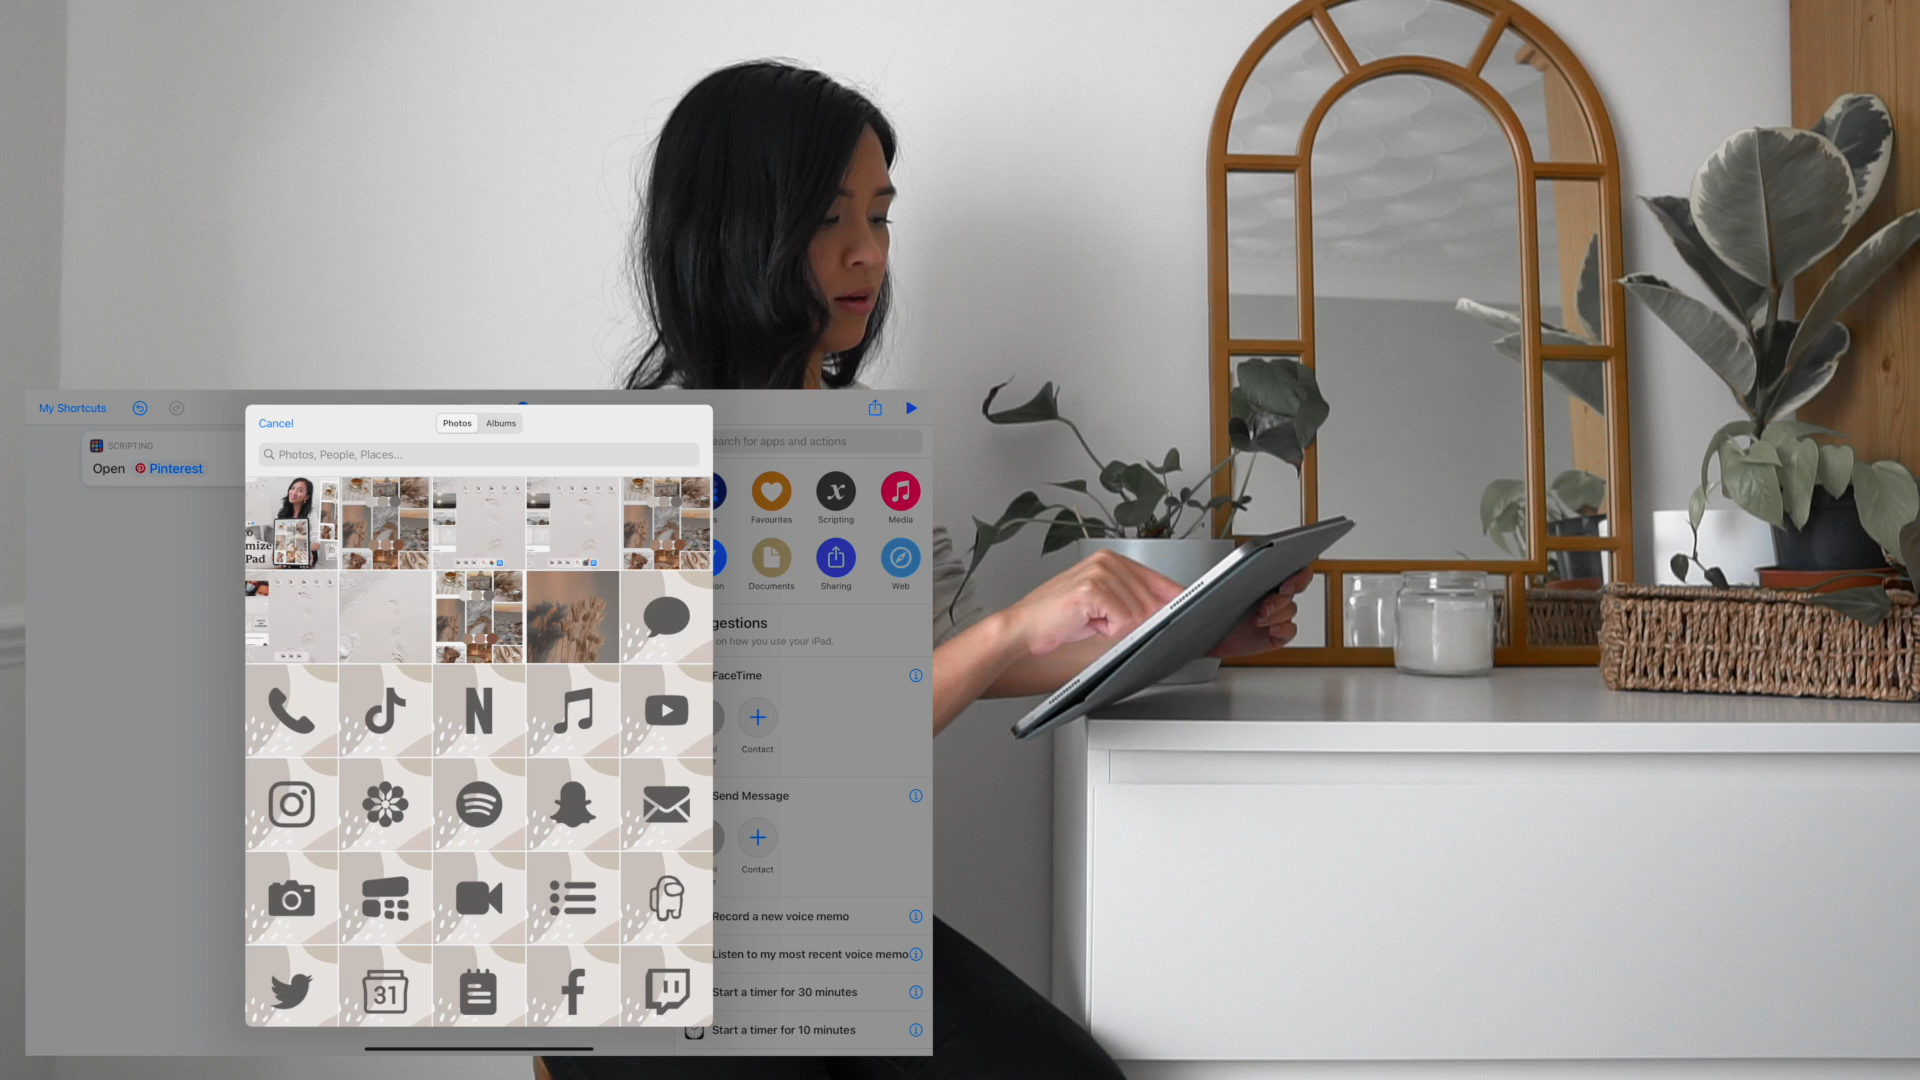 My Shortcuts
SCRIPTING
Open Pinterest
Cancel
Photos Albums
Photos, People, Places...
mize
Pad
N
31
earch for apps and actions
Favourites
Scripting
Media
Documents
Sharing
Web
gestions
on how you use your iPad.
FaceTime
Contact
Send Message
Contact
Record a new voice memo
Listen to my most recent voice memo
Start a timer for 30 minutes
Start a timer for 10 minutes